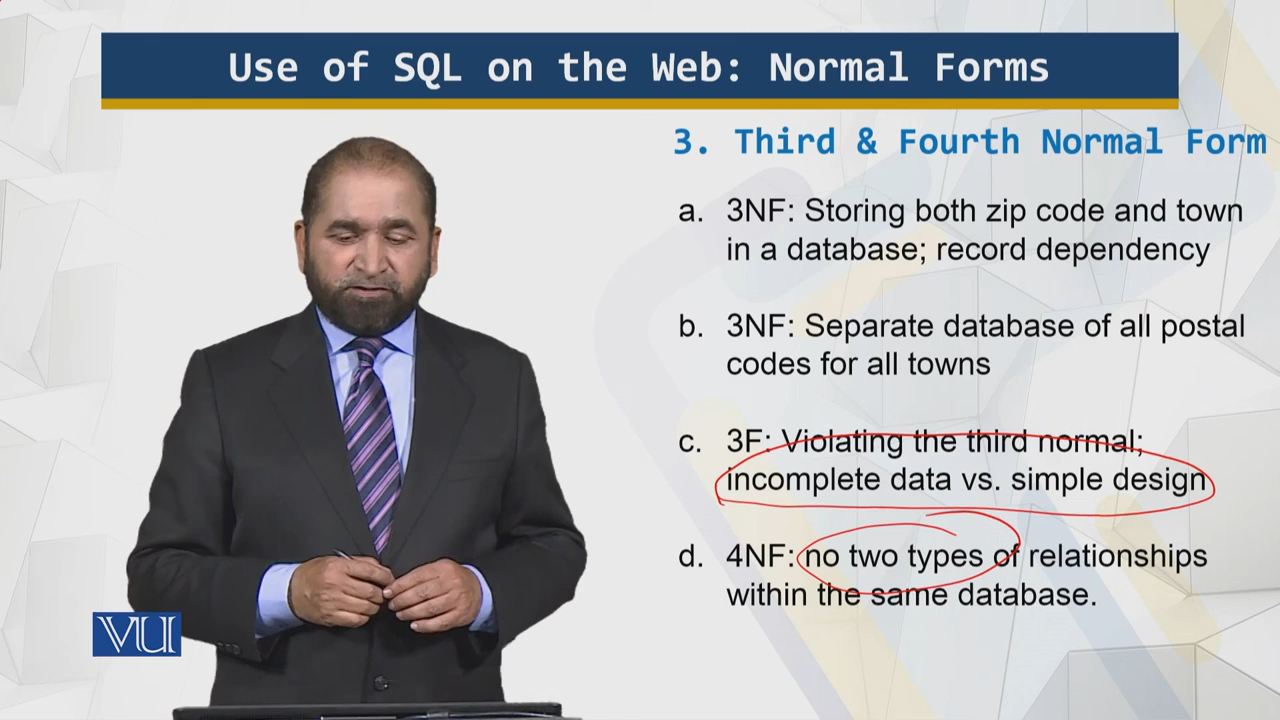 Use of SQL on the Web: Normal Forms
3. Third & Fourth Normal Form
a. 3NF: Storing both zip code and town
in a database; record dependency
b. 3NF: Separate database of all postal
codes for all towns
c. 3F: Violating the third normal;
incomplete data vs. simple design
d. 4NF: no two types of relationships
within the same database.
VU